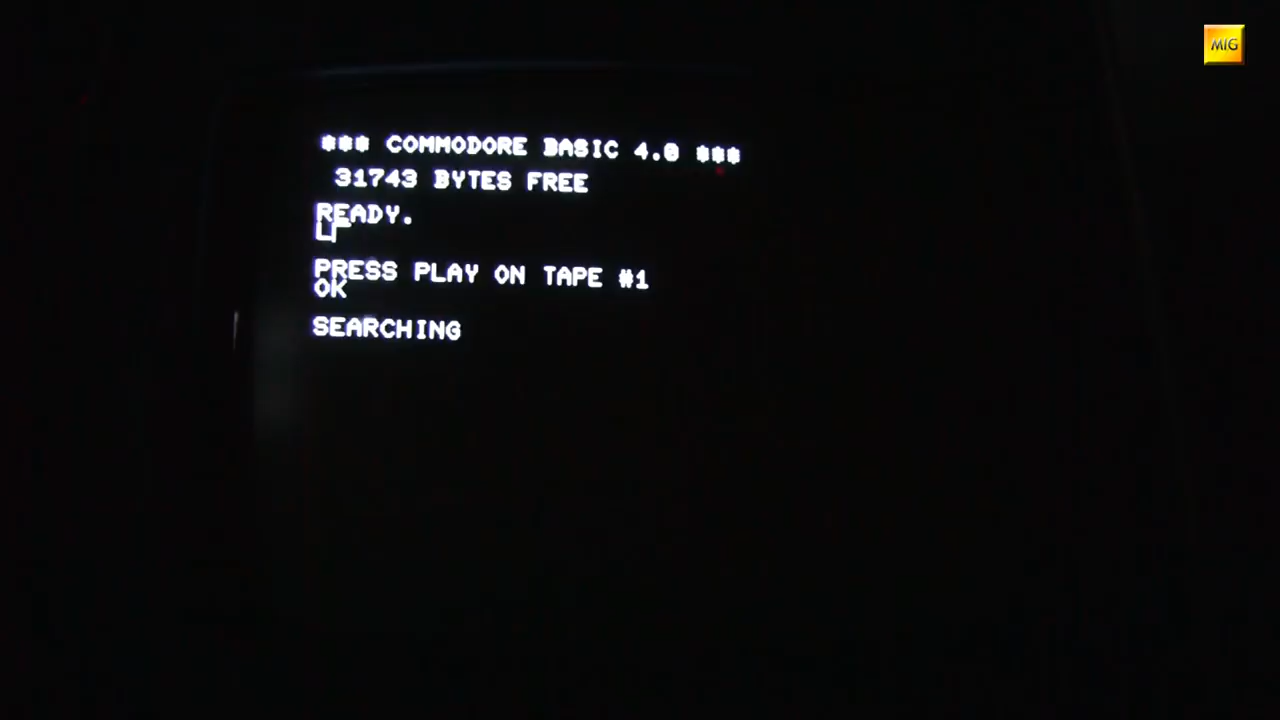 *** COMMODORE BASIC 4.0 ***
31743 BYTES FREE
READY.
PRESS PLAY ON TAPE #1
OK
SEARCHING
MIG